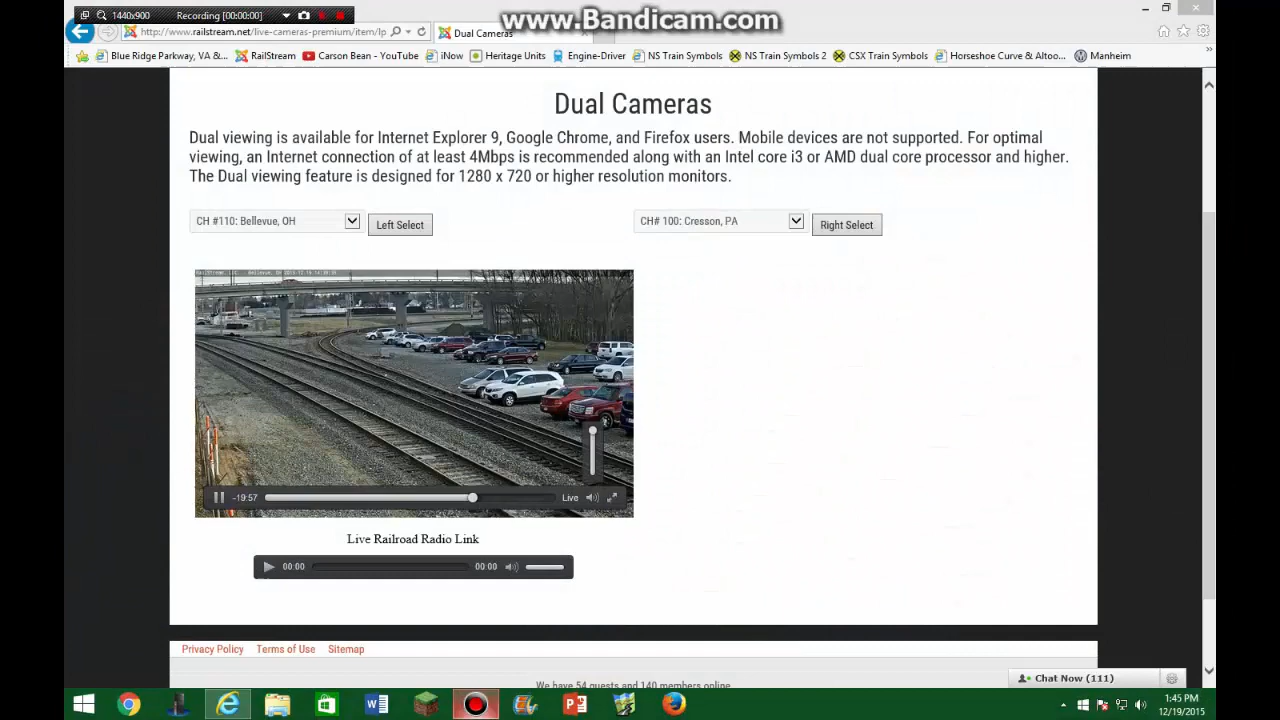 1440x900 Recording [00:00:00]
www.Bandicam.com
http://www.railstream.net/live-cameras-premium/item/lp
Dual Cameras
Blue Ridge Parkway, VA &... RailStream Carson Bean - YouTube iNow Heritage Units Engine-Driver NS Train Symbols NS Train Symbols 2 CSX Train Symbols Horseshoe Curve & Altoo... Manheim
Dual Cameras
Dual viewing is available for Internet Explorer 9, Google Chrome, and Firefox users. Mobile devices are not supported. For optimal
viewing, an Internet connection of at least 4Mbps is recommended along with an Intel core i3 or AMD dual core processor and higher.
The Dual viewing feature is designed for 1280 x 720 or higher resolution monitors.
CH #110: Bellevue, OH Left Select CH# 100: Cresson, PA Right Select
-19:57 Live
Live Railroad Radio Link
00:00 00:00
Privacy Policy Terms of Use Sitemap
We have 54 guests and 140 members online
Chat Now (111)
1:45 PM
12/19/2015